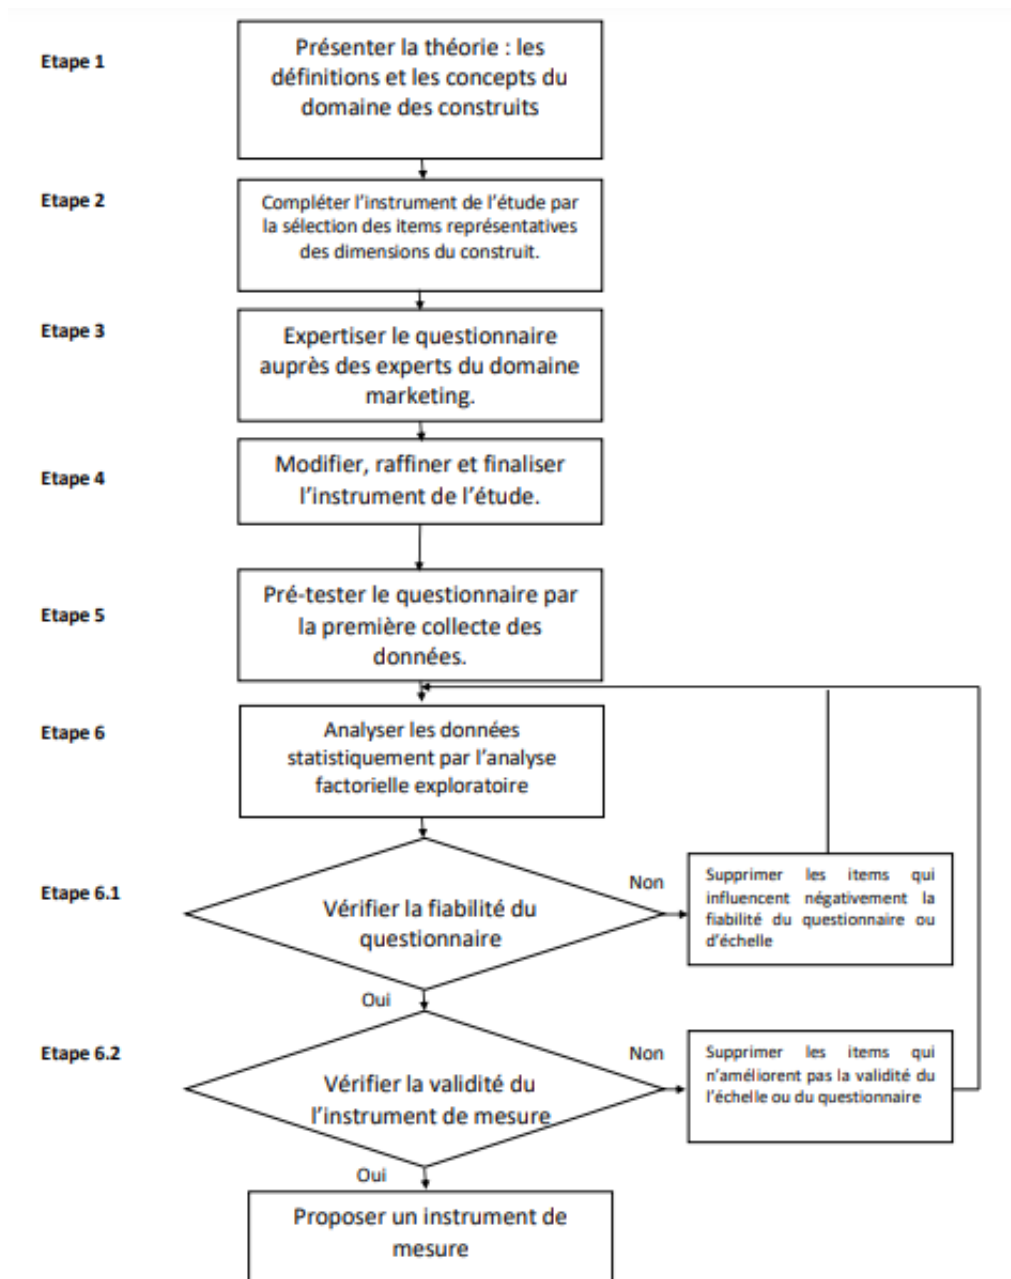 Etape 1
Présenter la théorie : les
définitions et les concepts du
domaine des construits
Etape 2
Compléter l'instrument de l'étude par
la sélection des items représentatives
des dimensions du construit.
Etape 3
Expertiser le questionnaire
auprès des experts du domaine
marketing.
Etape 4
Modifier, raffiner et finaliser
l'instrument de l'étude.
Etape 5
Pré-tester le questionnaire par
la première collecte des
données.
Etape 6
Analyser les données
statistiquement par l'analyse
factorielle exploratoire
Etape 6.1
Vérifier la fiabilité du
questionnaire
Non
Supprimer les items qui
influencent négativement la
fiabilité du questionnaire ou
d'échelle
Oui
Etape 6.2
Vérifier la validité du
l'instrument de mesure
Non
Supprimer les items qui
n'améliorent pas la validité du
l'échelle ou du questionnaire
Oui
Proposer un instrument de
mesure